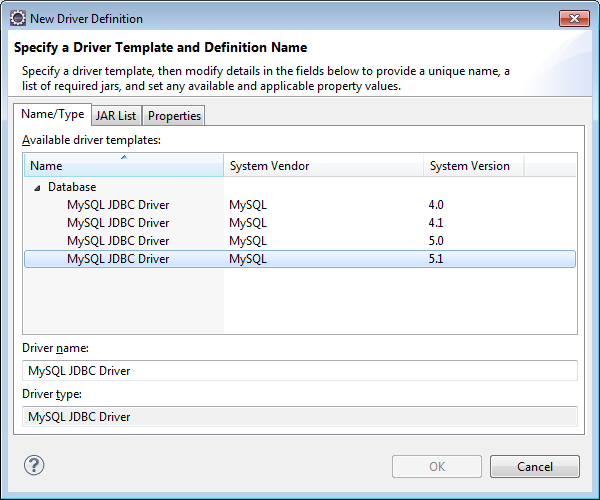 New Driver Definition
Specify a Driver Template and Definition Name
Specify a driver template, then modify details in the fields below to provide a unique name, a
list of required jars, and set any available and applicable property values.
Name/Type JAR List Properties
Available driver templates:
Name System Vendor System Version
Database
MySQL JDBC Driver MySQL 4.0
MySQL JDBC Driver MySQL 4.1
MySQL JDBC Driver MySQL 5.0
MySQL JDBC Driver MySQL 5.1
Driver name:
MySQL JDBC Driver
Driver type:
MySQL JDBC Driver
? OK Cancel